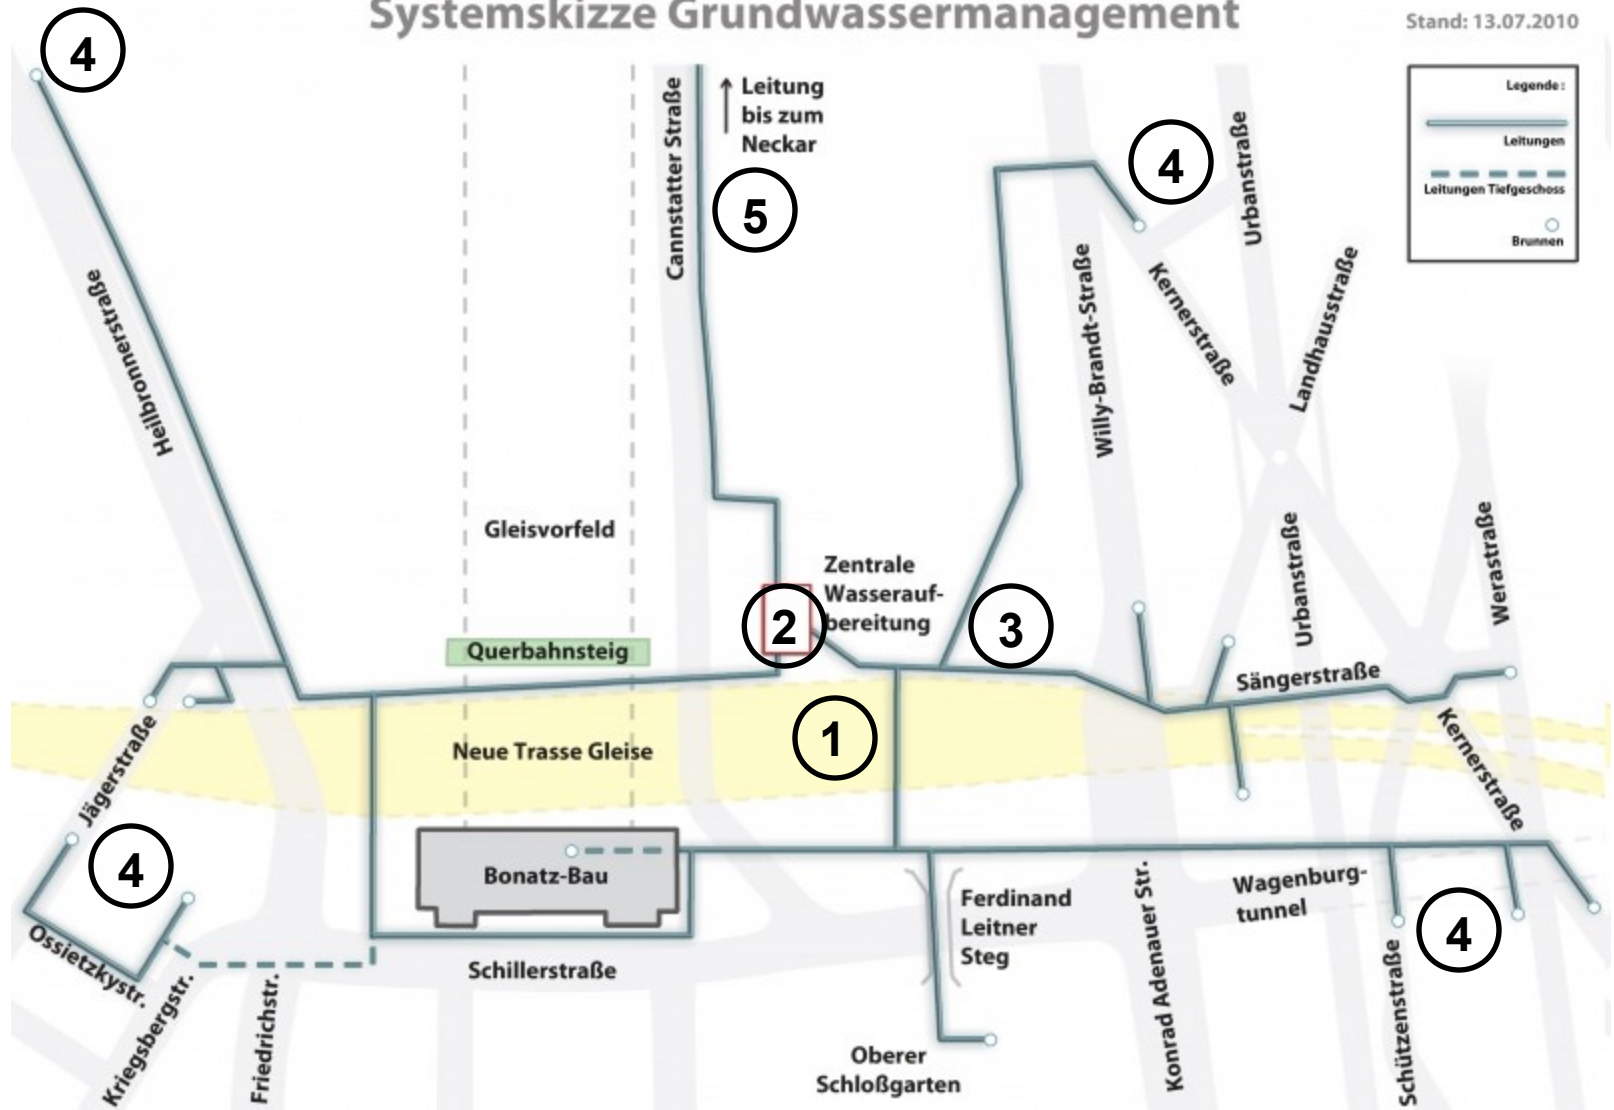 Systemskizze Grundwassermanagement
Stand: 13.07.2010
4
Leitung
bis zum
Neckar
Cannstatter Straße
5
4
Urbanstraße
Legende:
Leitungen
Leitungen Tiefgeschoss
Brunnen
Heilbronnerstraße
Willy-Brandt-Straße
Kernerstraße
Landhausstraße
Gleisvorfeld
Zentrale
Wasserauf-
bereitung
2
3
Urbanstraße
Werastraße
Querbahnsteig
Sängerstraße
1
Neue Trasse Gleise
Jägerstraße
Kernerstraße
4
Bonatz-Bau
Ferdinand
Leitner
Steg
Konrad Adenauer Str.
Wagenburg-
tunnel
4
Ossietzkystr.
Kriegsbergstr.
Friedrichstr.
Schillerstraße
Schützenstraße
Oberer
Schloßgarten